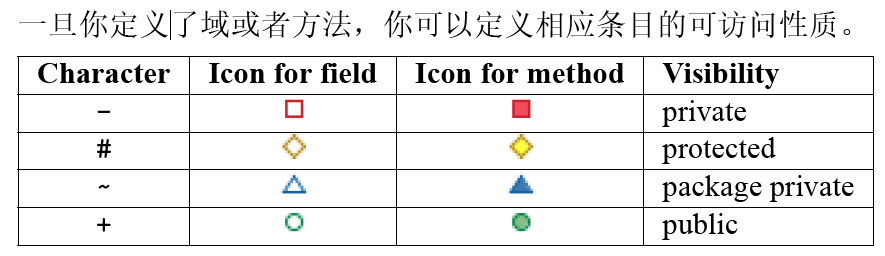 一旦你定义了域或者方法，你可以定义相应条目的可访问性质。
Character Icon for field Icon for method Visibility
- private
# protected
~ package private
+ public